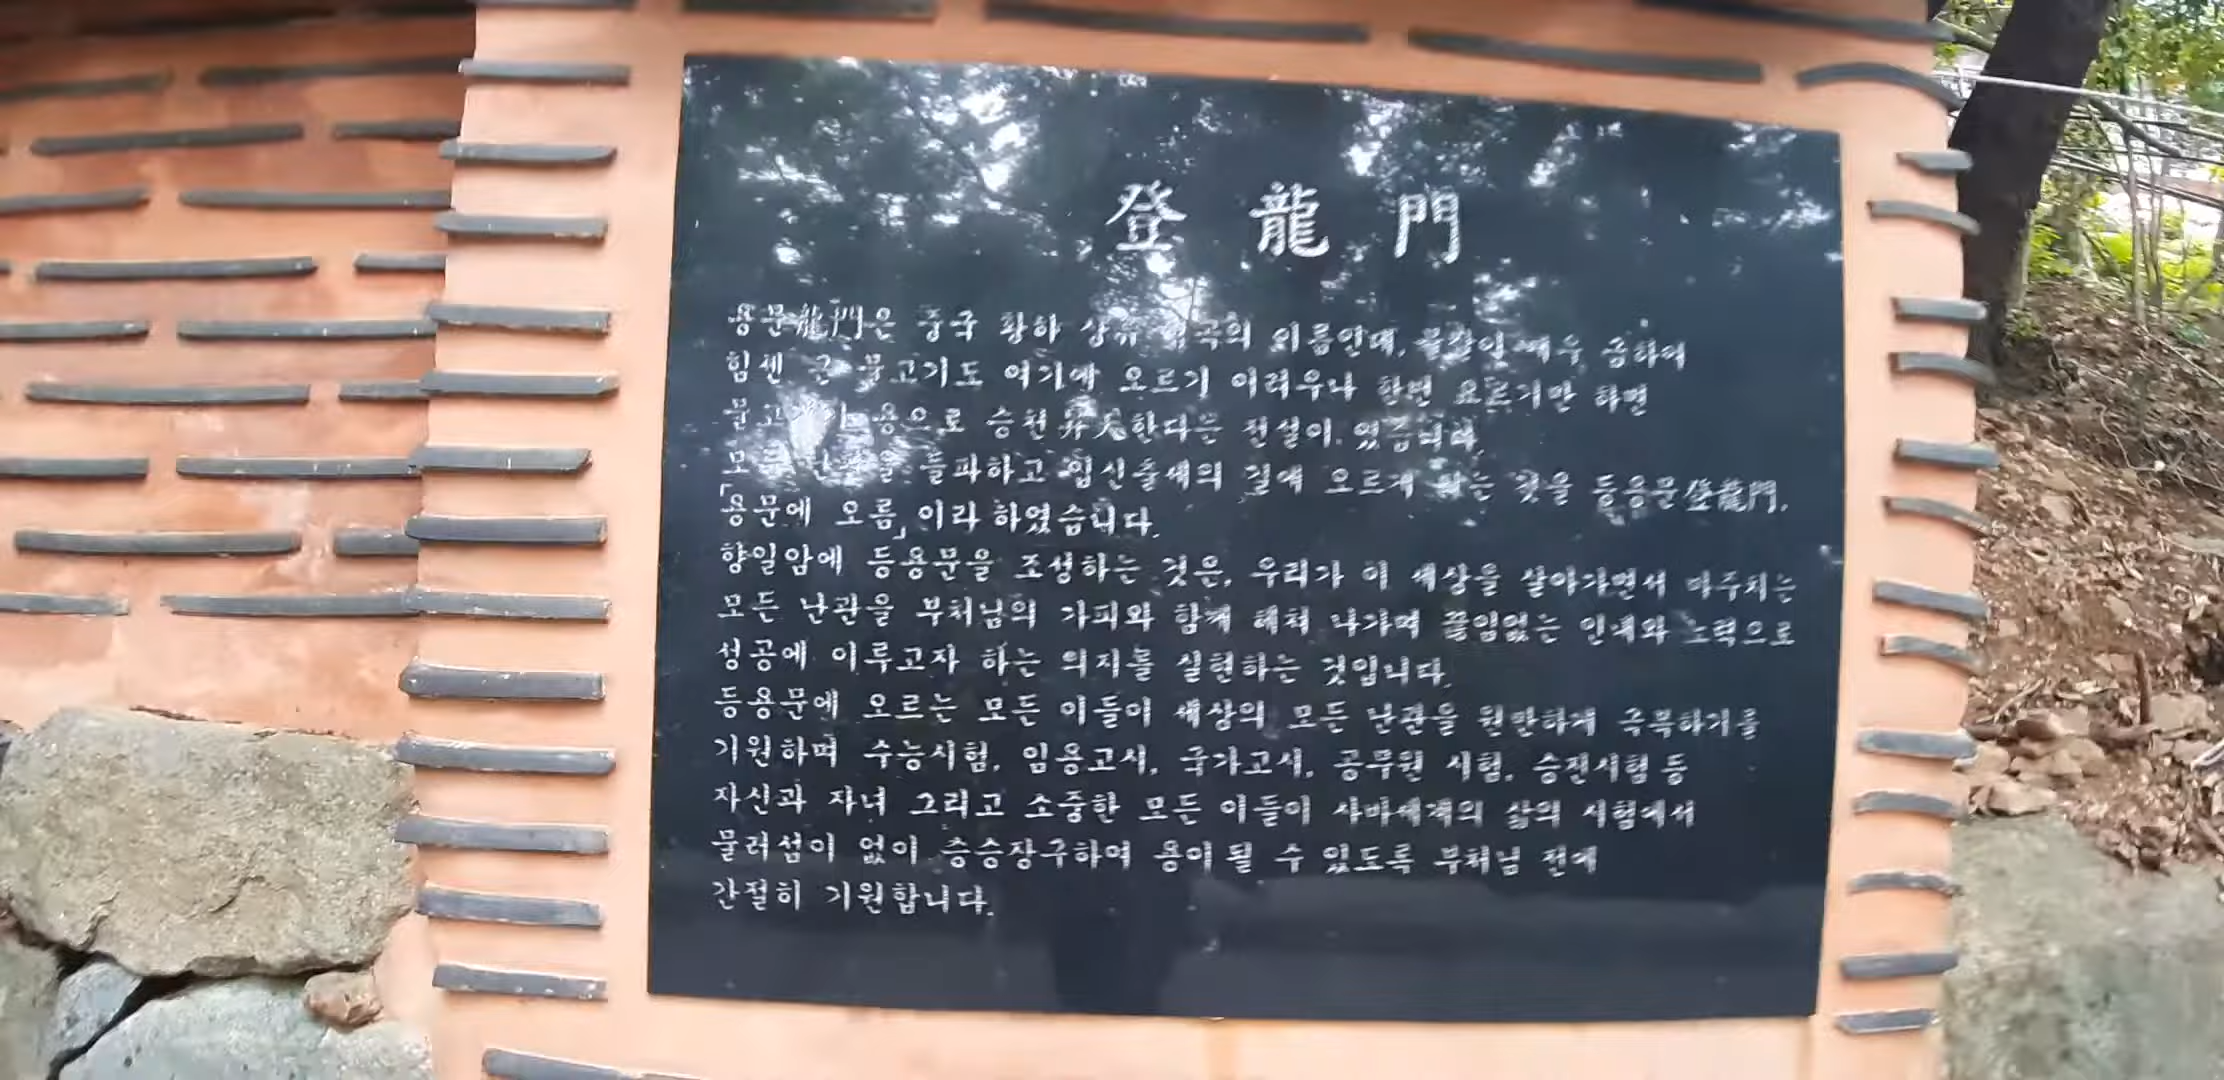 登龍門
용문龍門은 중국 황하 상류 협곡의 이름인데, 물살이 매우 급하여
힘센 큰 물고기도 여기에 오르기 어려우나 한번 오르기만 하면
물고기가 용으로 승천昇天한다는 전설이 있습니다.
모든 난관을 돌파하고 입신출세의 길에 오르게 되는 것을 등용문登龍門,
「용문에 오름」이라 하였습니다.
향일암에 등용문을 조성하는 것은, 우리가 이 세상을 살아가면서 마주치는
모든 난관을 부처님의 가피와 함께 헤쳐 나가며 끊임없는 인내와 노력으로
성공에 이루고자 하는 의지를 실현하는 것입니다.
등용문에 오르는 모든 이들이 세상의 모든 난관을 원만하게 극복하기를
기원하며 수능시험, 임용고시, 국가고시, 공무원 시험, 승진시험 등
자신과 자녀 그리고 소중한 모든 이들이 사바세계의 삶의 시험에서
물러섬이 없이 승승장구하여 용이 될 수 있도록 부처님 전에
간절히 기원합니다.